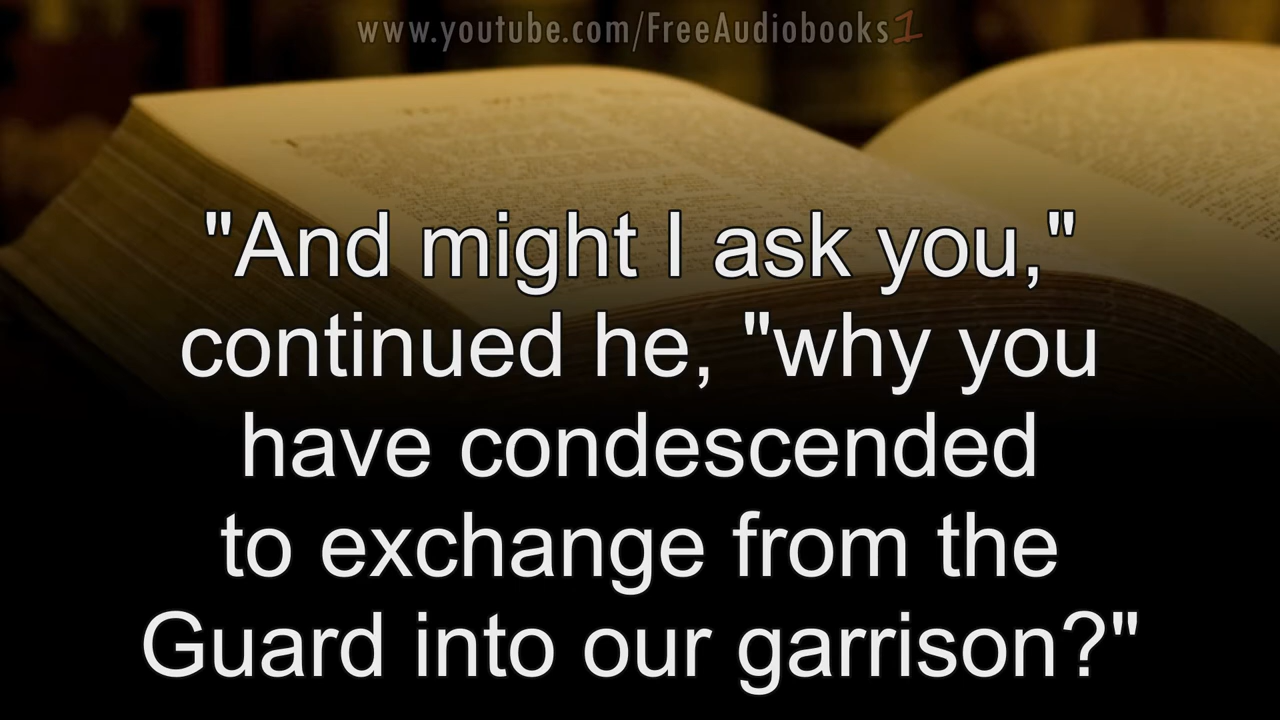 www.youtube.com/FreeAudiobooks1
"And might I ask you,"
continued he, "why you
have condescended
to exchange from the
Guard into our garrison?"